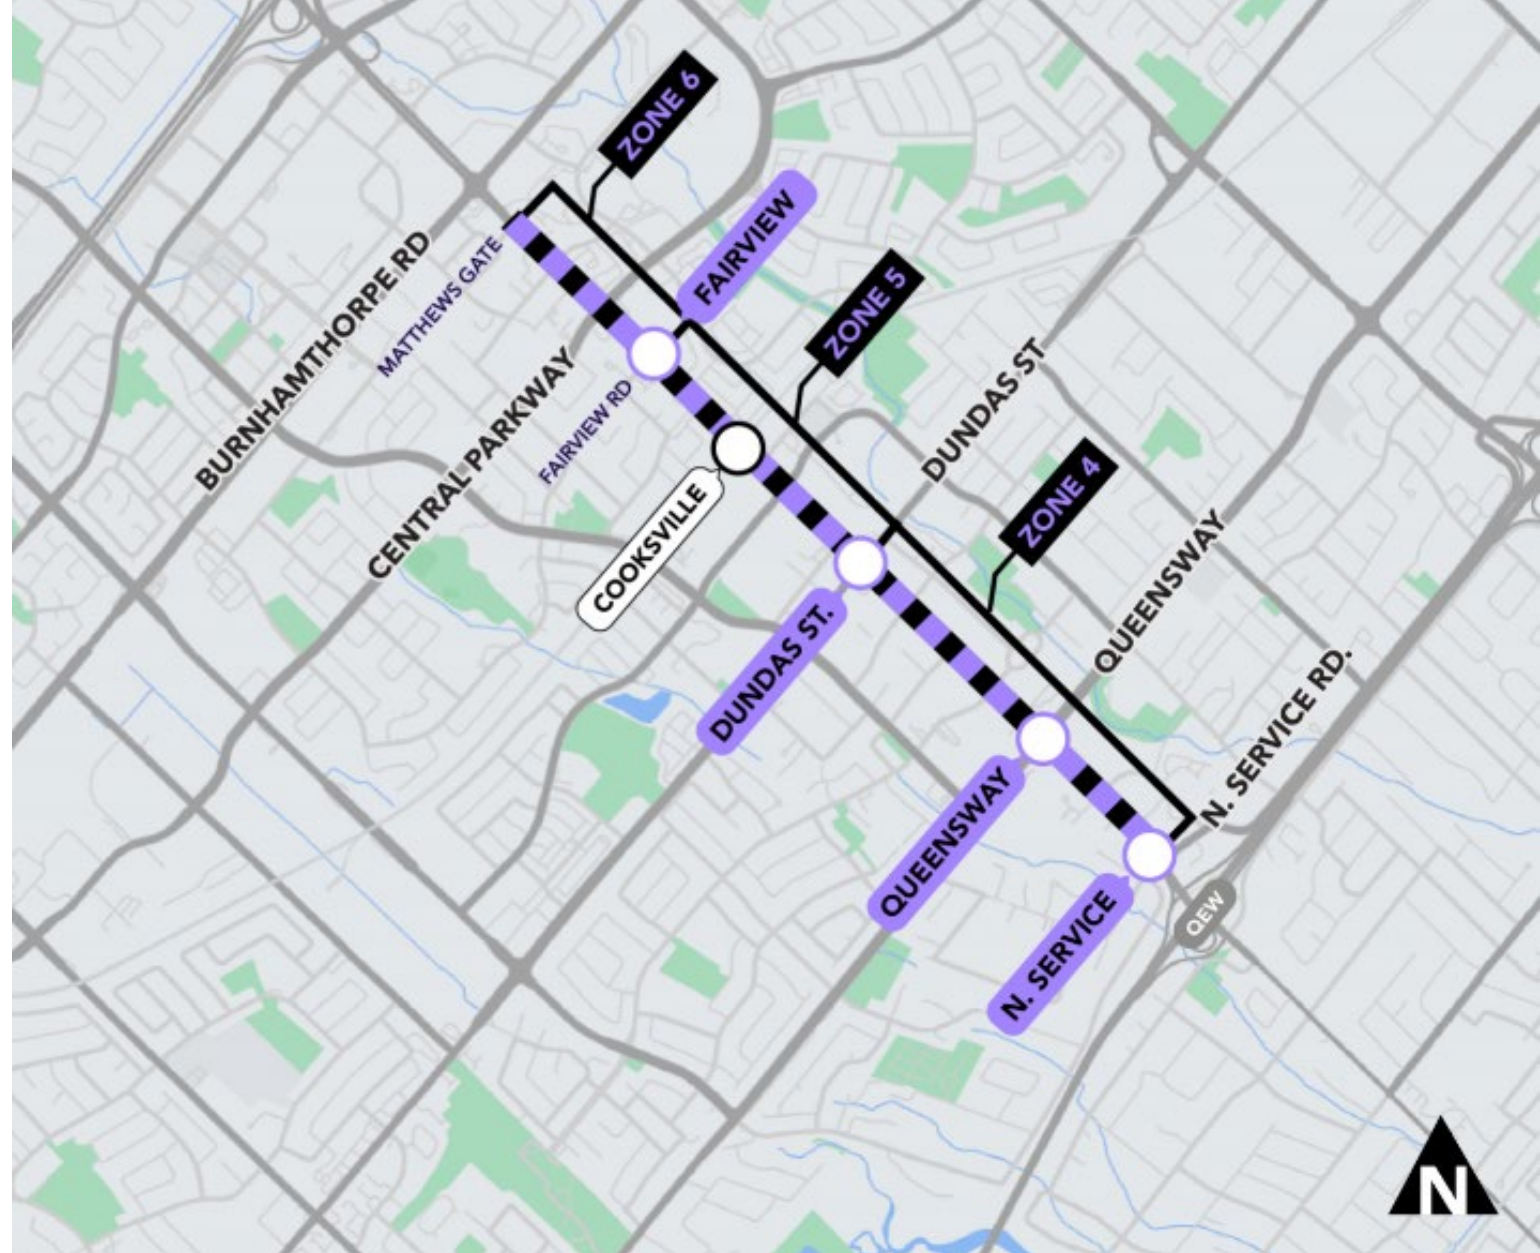 ZONE 6
FAIRVIEW
ZONE 5
MATTHEWS GATE
BURNHAMTHORPE RD
CENTRAL PARKWAY
FAIRVIEW RD
DUNDAS ST
ZONE 4
COOKSVILLE
QUEENSWAY
DUNDAS ST.
N. SERVICE RD.
QUEENSWAY
QEW
N. SERVICE
N